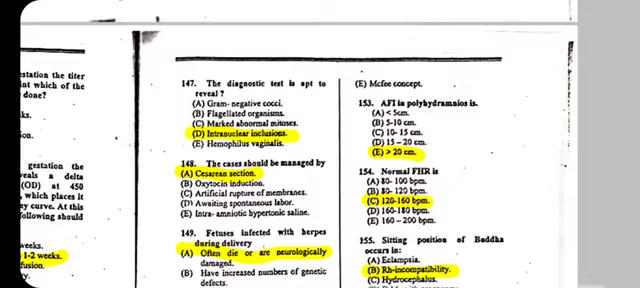 estation the titer
nt which of the
done?
ks.
ion.
gestation the
veals a delta
(OD) at 450
, which places it
ey curve. At this
following should
weeks.
1-2 weeks.
fusion.
ry.
147. The diagnostic test is apt to
reveal?
(A) Gram- negative cocci.
(B) Flagellated organisms.
(C) Marked abnormal mitoses.
(D) Intranuclear inclusions.
(E) Hemophilus vaginalis.
148. The cases should be managed by
(A) Cesarean section.
(B) Oxytocin induction.
(C) Artificial rupture of membranes.
(D) Awaiting spontaneous labor.
(E) Intra- amniotic hypertonic saline.
149. Fetuses infected with herpes
during delivery
(A) Often die or are neurologically
damaged.
(B) Have increased numbers of genetic
defects.
(E) Mcfee concept.
153. AFI in polyhydramnios is.
(A) < 5cm.
(B) 5-10 cm.
(C) 10- 15 cm.
(D) 15 – 20 cm.
(E) > 20 cm.
154. Normal FHR is
(A) 80- 100 bpm.
(B) 80- 120 bpm.
(C) 120-160 bpm.
(D) 160-180 bpm.
(E) 160 – 200 bpm.
155. Sitting position of Buddha
occurs in:
(A) Eclampsia.
(B) Rh-incompatibility.
(C) Hydrocephalus.